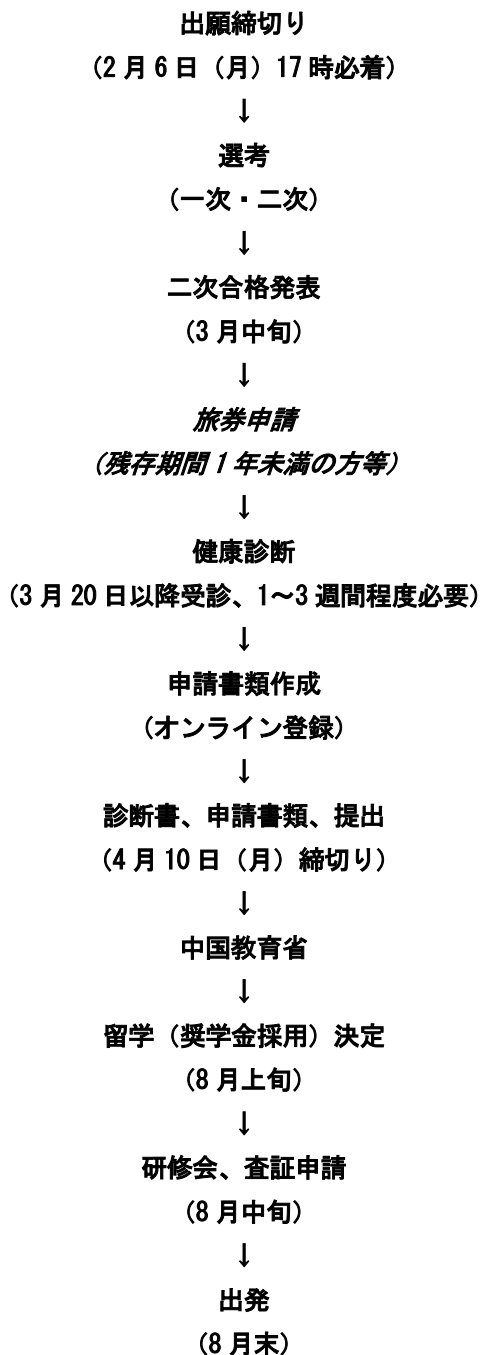 出願締切り
（2月6日（月）17時必着）
↓
選考
（一次・二次）
↓
二次合格発表
（3月中旬）
↓
旅券申請
（残存期間1年未満の方等）
↓
健康診断
（3月20日以降受診、1～3週間程度必要）
↓
申請書類作成
（オンライン登録）
↓
診断書、申請書類、提出
（4月10日（月）締切り）
↓
中国教育省
↓
留学（奨学金採用）決定
（8月上旬）
↓
研修会、査証申請
（8月中旬）
↓
出発
（8月末）